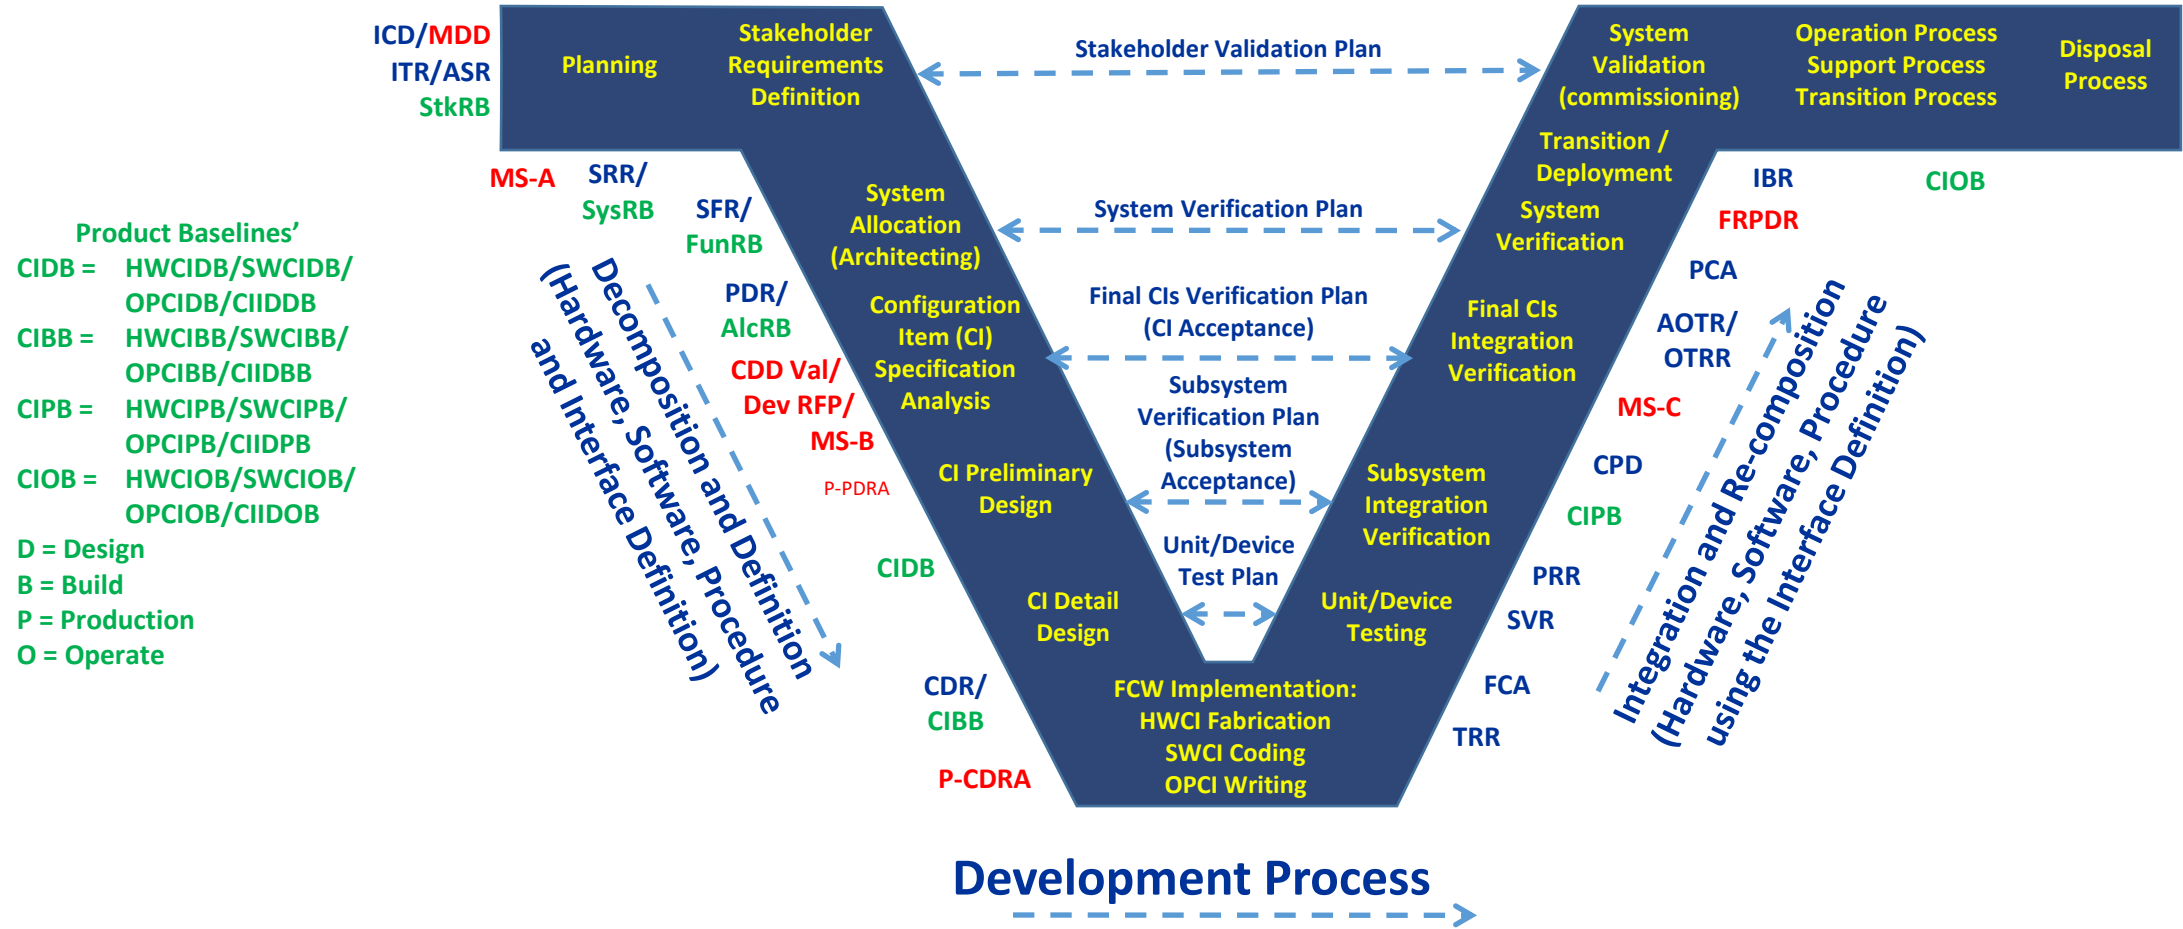 ICD/MDD
ITR/ASR
StkRB
Planning
Stakeholder
Requirements
Definition
Stakeholder Validation Plan
System
Validation
(commissioning)
Operation Process
Support Process
Transition Process
Disposal
Process
Transition /
Deployment
MS-A
SRR/
SysRB
SFR/
FunRB
System
Allocation
(Architecting)
System Verification Plan
System
Verification
IBR
CIOB
FRPDR
Product Baselines'
CIDB = HWCIDB/SWCIDB/
OPCIDB/CIIDDB
CIBB = HWCIBB/SWCIBB/
OPCIBB/CIIDBB
CIPB = HWCIPB/SWCIPB/
OPCIPB/CIIDPB
CIOB = HWCIOB/SWCIOB/
OPCIOB/CIIDOB
D = Design
B = Build
P = Production
O = Operate
Decomposition and Definition
(Hardware, Software, Procedure
and Interface Definition)
PDR/
AlcRB
CDD Val/
Dev RFP/
MS-B
P-PDRA
CIDB
CDR/
CIBB
P-CDRA
Configuration
Item (CI)
Specification
Analysis
CI Preliminary
Design
CI Detail
Design
Final CIs Verification Plan
(CI Acceptance)
Subsystem
Verification Plan
(Subsystem
Acceptance)
Unit/Device
Test Plan
FCW Implementation:
HWCI Fabrication
SWCI Coding
OPCI Writing
Final CIs
Integration
Verification
Subsystem
Integration
Verification
Unit/Device
Testing
PCA
AOTR/
OTRR
MS-C
CPD
CIPB
PRR
SVR
FCA
TRR
Integration and Re-composition
(Hardware, Software, Procedure
using the Interface Definition)
Development Process